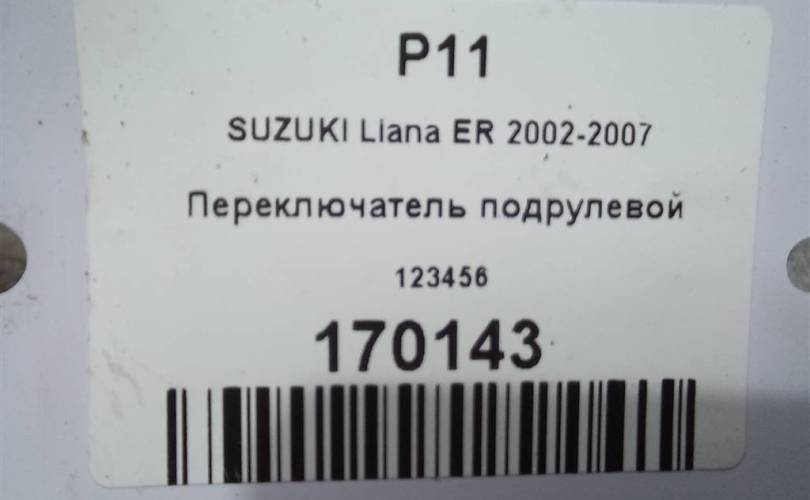 P11
SUZUKI Liana ER 2002-2007
Переключатель подрулевой
123456
170143